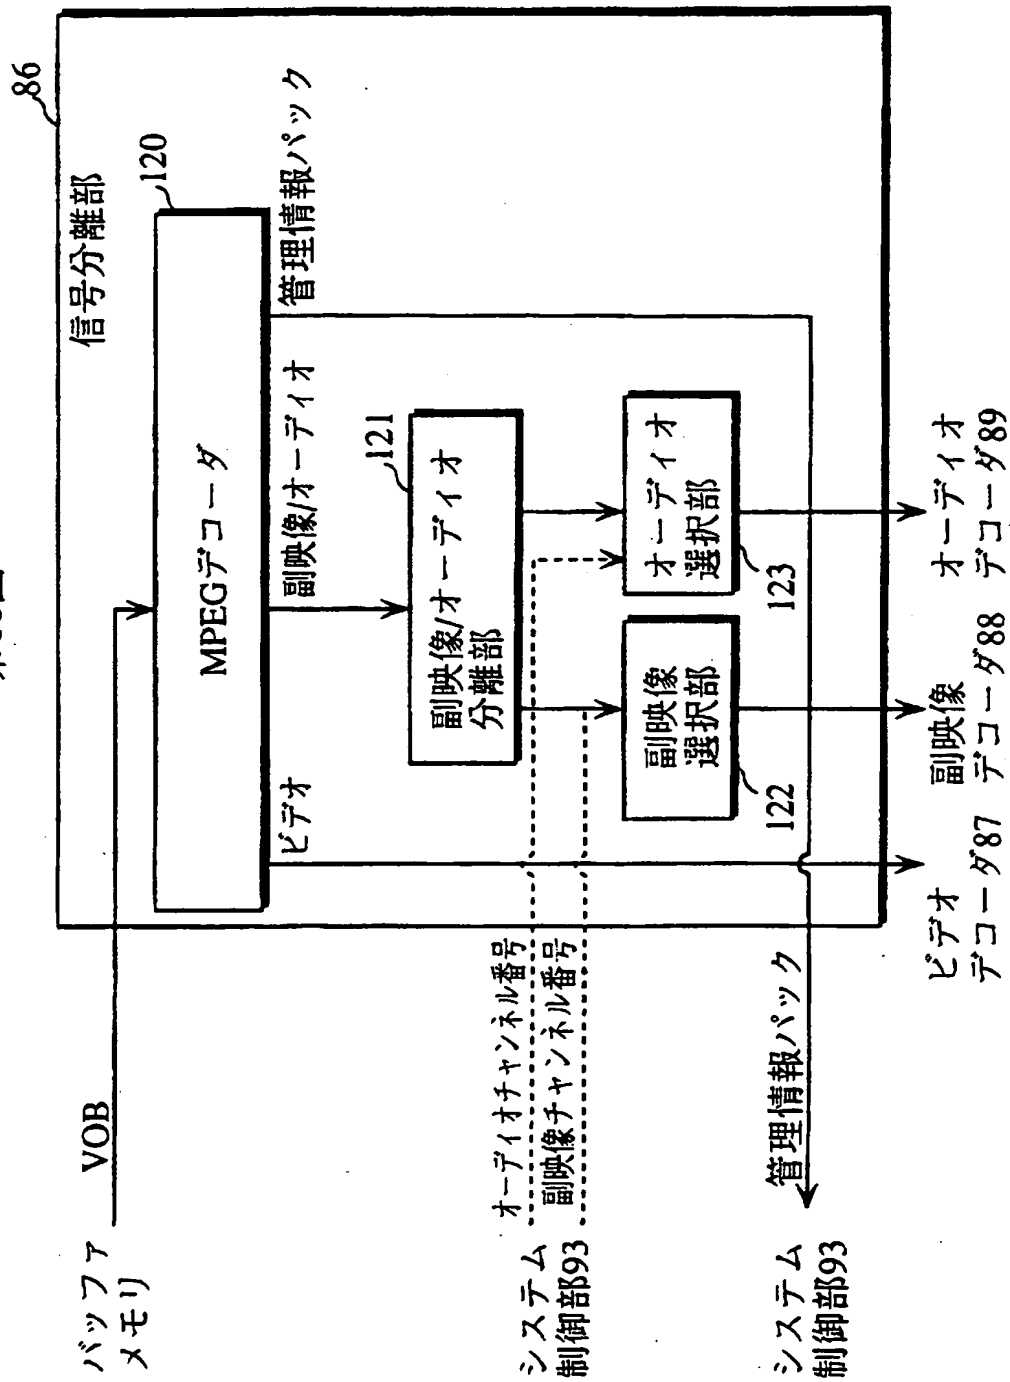 86
信号分離部
120
MPEGデコーダ
バッファ
メモリ
VOB
ビデオ
副映像/オーディオ
管理情報パック
121
副映像/オーディオ
分離部
オーディオチャンネル番号
副映像チャンネル番号
システム
制御部93
副映像
選択部
122
オーディオ
選択部
123
管理情報パック
システム
制御部93
ビデオ
デコーダ87
副映像
デコーダ88
オーディオ
デコーダ89